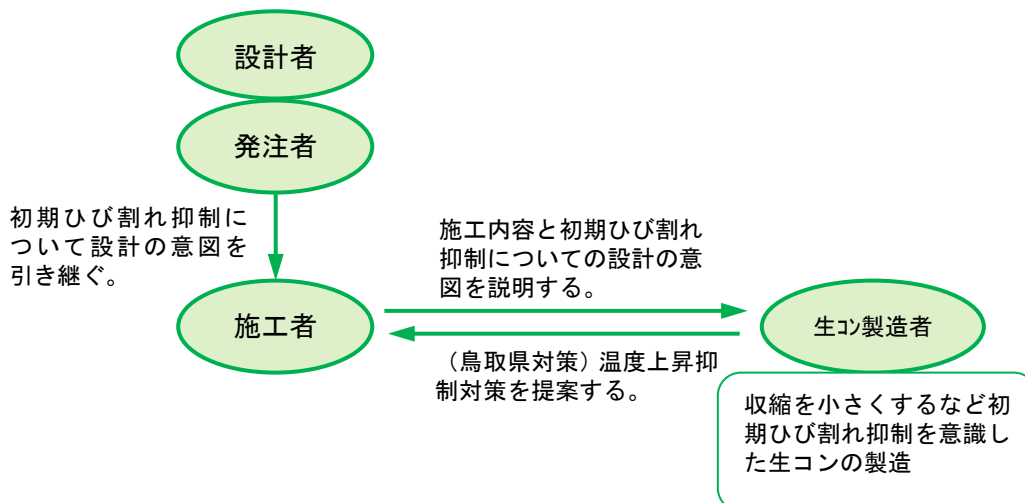 設計者
発注者
初期ひび割れ抑制に
ついて設計の意図を
引き継ぐ。
施工内容と初期ひび割れ
抑制についての設計の意
図を説明する。
施工者
生ｺﾝ製造者
（鳥取県対策）温度上昇抑
制対策を提案する。
収縮を小さくするなど初
期ひび割れ抑制を意識し
た生コンの製造